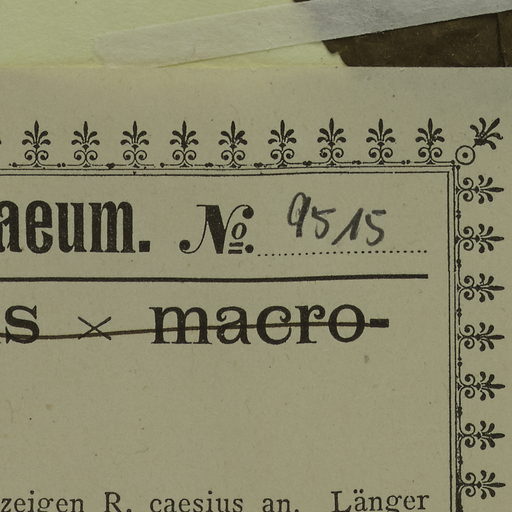 aeum. No. 9515
s × macro-
zeigen R. caesius an. Länger